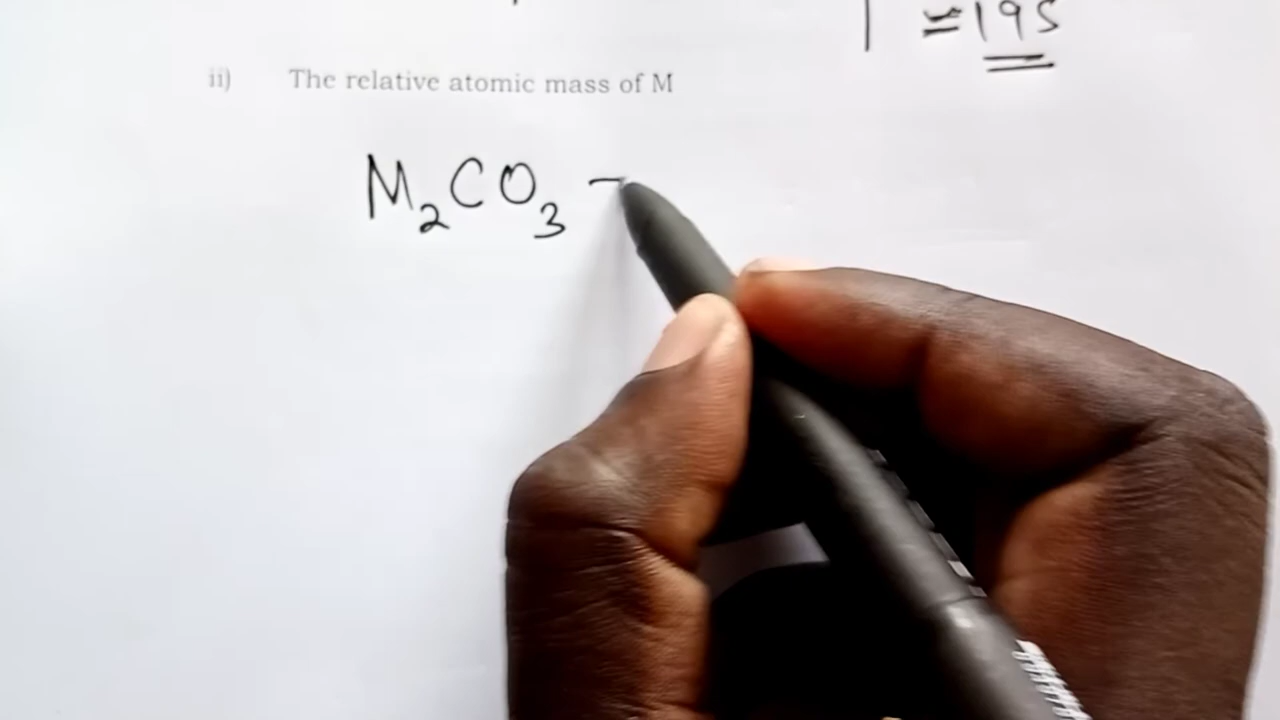 ≃195
ii) The relative atomic mass of M
M₂CO₃ -